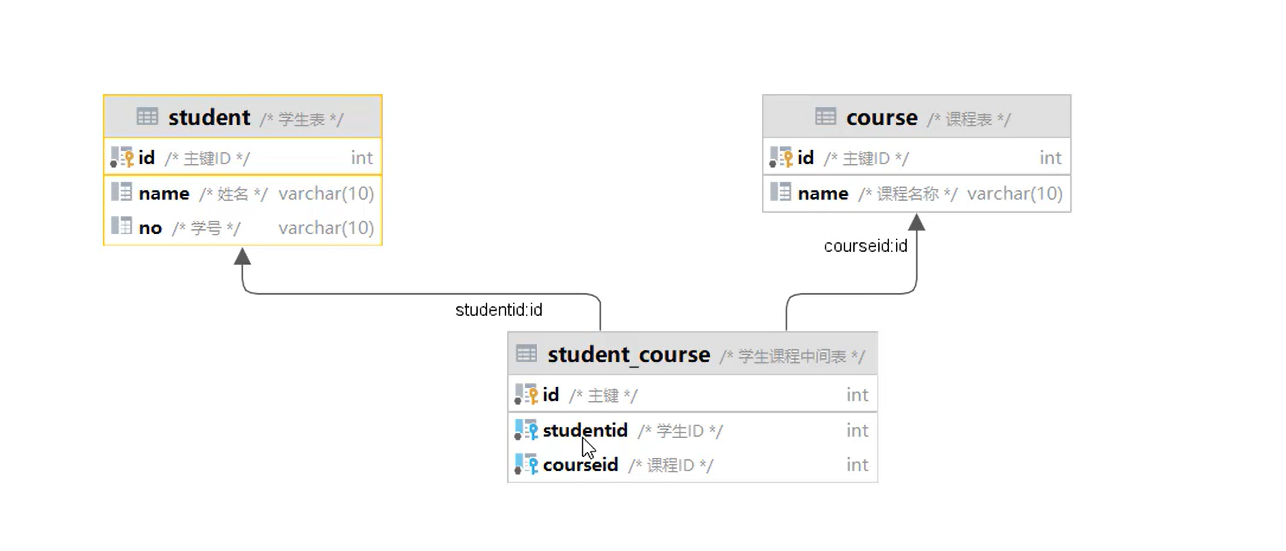 student /* 学生表 */
id /* 主键ID */ int
name /* 姓名 */ varchar(10)
no /* 学号 */ varchar(10)
course /* 课程表 */
id /* 主键ID */ int
name /* 课程名称 */ varchar(10)
courseid:id
studentid:id
student_course /* 学生课程中间表 */
id /* 主键 */ int
studentid /* 学生ID */ int
courseid /* 课程ID */ int